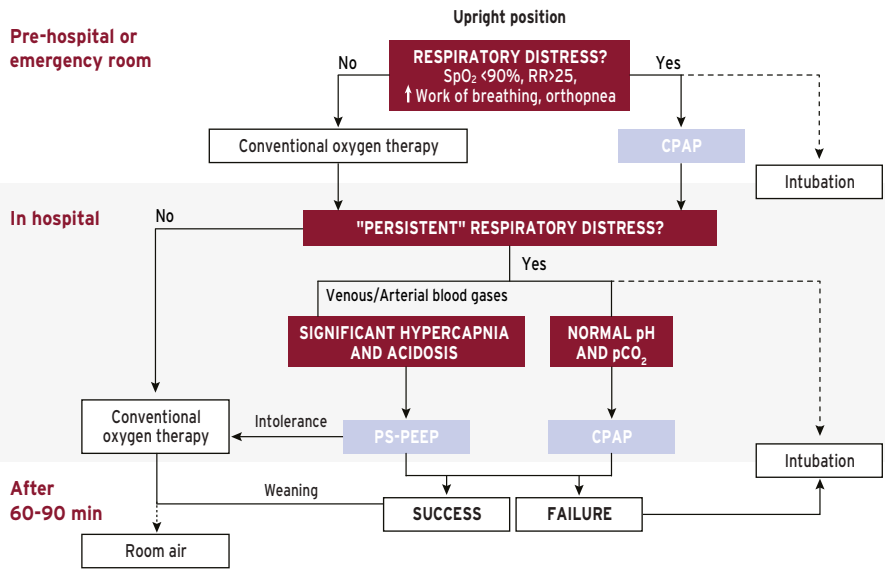 Upright position
Pre-hospital or
emergency room
No
RESPIRATORY DISTRESS?
SpO₂ <90%, RR>25,
↑ Work of breathing, orthopnea
Yes
Conventional oxygen therapy
CPAP
Intubation
In hospital
No
"PERSISTENT" RESPIRATORY DISTRESS?
Yes
Venous/Arterial blood gases
SIGNIFICANT HYPERCAPNIA
AND ACIDOSIS
NORMAL pH
AND pCO₂
Conventional
oxygen therapy
Intolerance
PS-PEEP
CPAP
Intubation
After
60-90 min
Weaning
SUCCESS
FAILURE
Room air